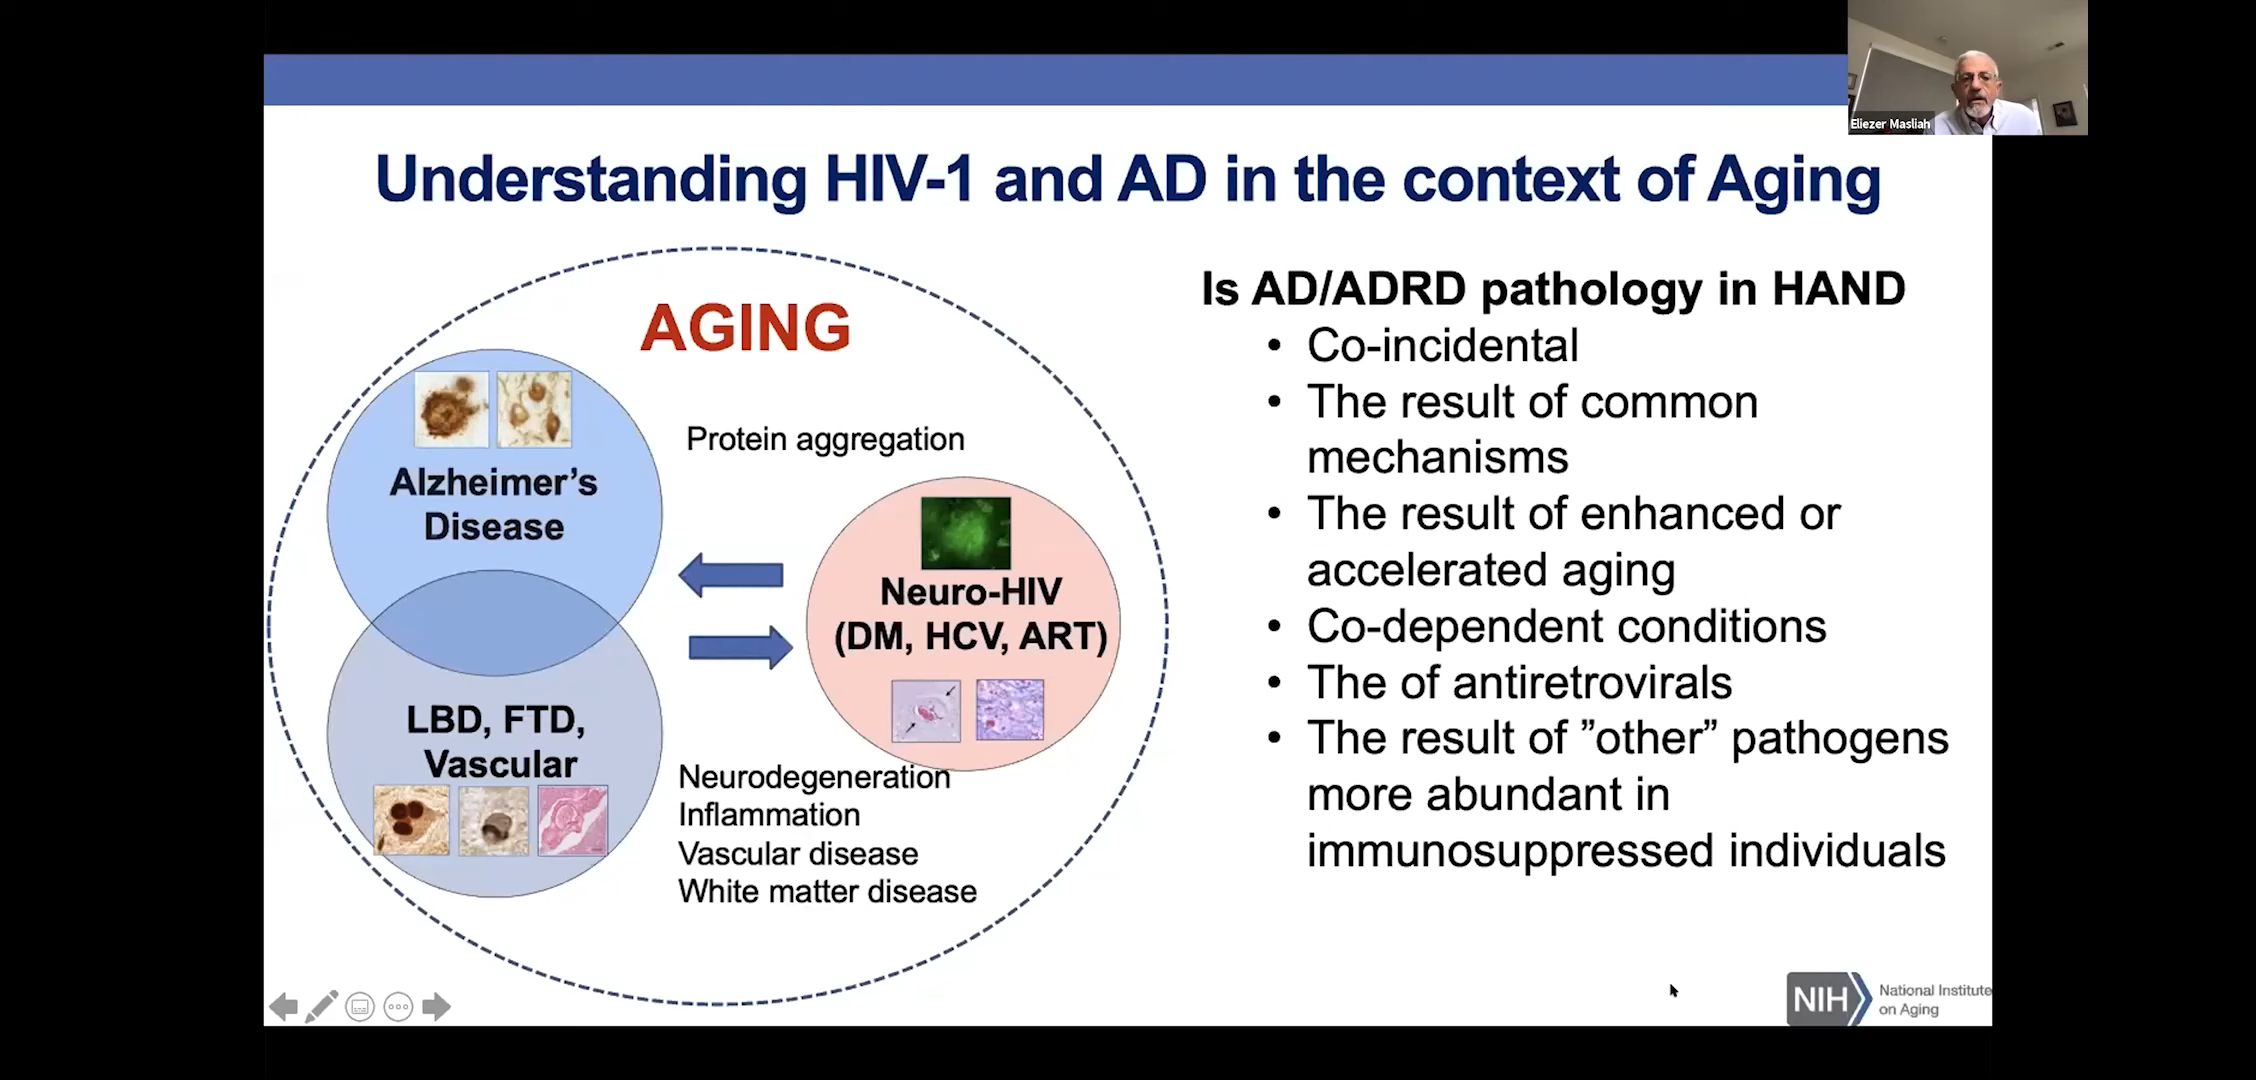 Eliezer Masliah
Understanding HIV-1 and AD in the context of Aging
AGING
Protein aggregation
Alzheimer’s
Disease
Neuro-HIV
(DM, HCV, ART)
LBD, FTD,
Vascular
Neurodegeneration
Inflammation
Vascular disease
White matter disease
Is AD/ADRD pathology in HAND
• Co-incidental
• The result of common
mechanisms
• The result of enhanced or
accelerated aging
• Co-dependent conditions
• The of antiretrovirals
• The result of ”other” pathogens
more abundant in
immunosuppressed individuals
NIH
National Institute
on Aging